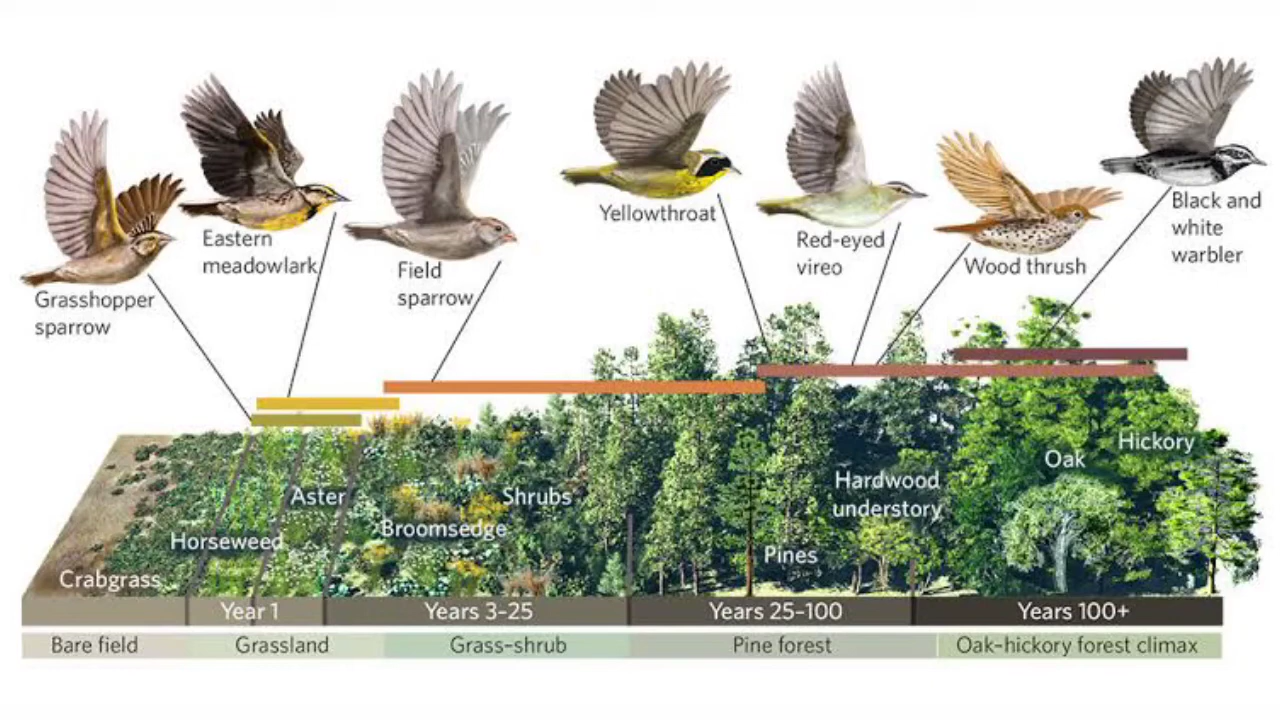 Grasshopper
sparrow
Eastern
meadowlark
Field
sparrow
Yellowthroat
Red-eyed
vireo
Wood thrush
Black and
white
warbler
Crabgrass
Horseweed
Aster
Broomsedge
Shrubs
Pines
Hardwood
understory
Oak
Hickory
Year 1
Years 3–25
Years 25–100
Years 100+
Bare field
Grassland
Grass–shrub
Pine forest
Oak–hickory forest climax